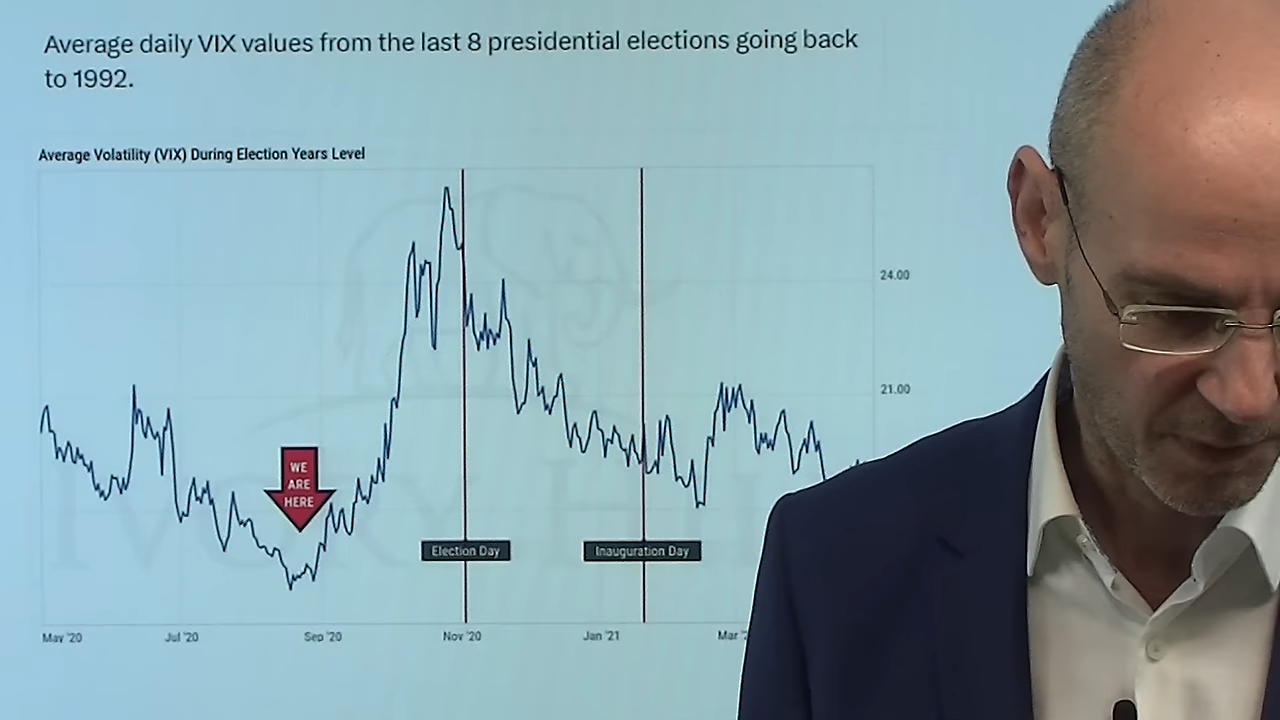 Average daily VIX values from the last 8 presidential elections going back
to 1992.
Average Volatility (VIX) During Election Years Level
24.00
21.00
WE
ARE
HERE
Election Day
Inauguration Day
May '20
Jul '20
Sep '20
Nov '20
Jan '21
Mar